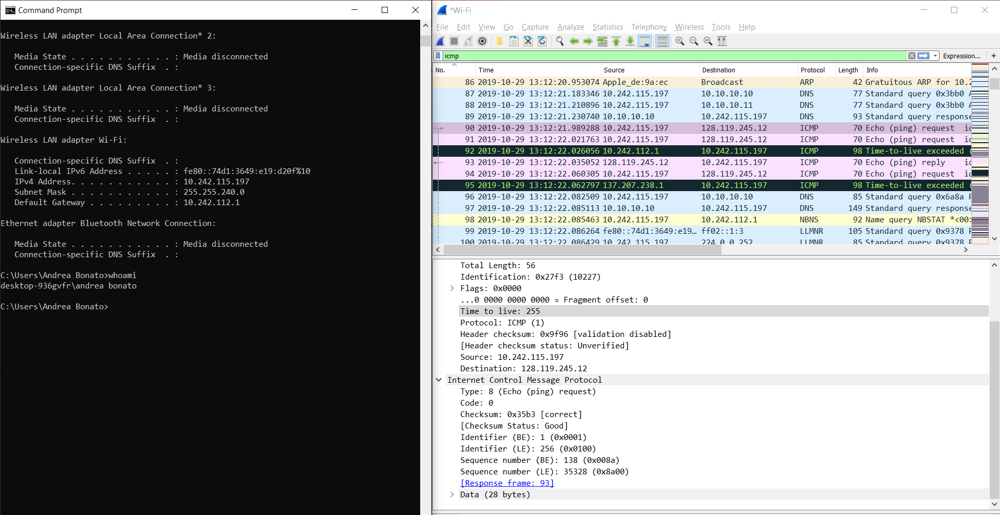 Command Prompt
Wireless LAN adapter Local Area Connection* 2:
Media State . . . . . . . . . . . : Media disconnected
Connection-specific DNS Suffix  . :
Wireless LAN adapter Local Area Connection* 3:
Media State . . . . . . . . . . . : Media disconnected
Connection-specific DNS Suffix  . :
Wireless LAN adapter Wi-Fi:
Connection-specific DNS Suffix  . :
Link-local IPv6 Address . . . . . : fe80::74d1:3649:e19:d20f%10
IPv4 Address. . . . . . . . . . . : 10.242.115.197
Subnet Mask . . . . . . . . . . . : 255.255.240.0
Default Gateway . . . . . . . . . : 10.242.112.1
Ethernet adapter Bluetooth Network Connection:
Media State . . . . . . . . . . . : Media disconnected
Connection-specific DNS Suffix  . :
C:\Users\Andrea Bonato>whoami
desktop-936gvfr\andrea bonato
C:\Users\Andrea Bonato>
*Wi-Fi
File Edit View Go Capture Analyze Statistics Telephony Wireless Tools Help
icmp Expression... +
No. Time Source Destination Protocol Length Info
86 2019-10-29 13:12:20.953074 Apple_de:9a:ec Broadcast ARP 42 Gratuitous ARP for 10.2
87 2019-10-29 13:12:21.183346 10.242.115.197 10.10.10.10 DNS 77 Standard query 0x3bb0 A
88 2019-10-29 13:12:21.210896 10.242.115.197 10.10.10.11 DNS 77 Standard query 0x3bb0 A
89 2019-10-29 13:12:21.230740 10.10.10.10 10.242.115.197 DNS 93 Standard query response
90 2019-10-29 13:12:21.989288 10.242.115.197 128.119.245.12 ICMP 70 Echo (ping) request id
91 2019-10-29 13:12:22.021763 10.242.115.197 128.119.245.12 ICMP 70 Echo (ping) request id
92 2019-10-29 13:12:22.026056 10.242.112.1 10.242.115.197 ICMP 98 Time-to-live exceeded (
93 2019-10-29 13:12:22.035052 128.119.245.12 10.242.115.197 ICMP 70 Echo (ping) reply id
94 2019-10-29 13:12:22.060305 10.242.115.197 128.119.245.12 ICMP 70 Echo (ping) request id
95 2019-10-29 13:12:22.062797 137.207.238.1 10.242.115.197 ICMP 98 Time-to-live exceeded (
96 2019-10-29 13:12:22.082509 10.242.115.197 10.10.10.10 DNS 85 Standard query 0x6a8a P
97 2019-10-29 13:12:22.085113 10.10.10.10 10.242.115.197 DNS 149 Standard query response
98 2019-10-29 13:12:22.085463 10.242.115.197 10.242.112.1 NBNS 92 Name query NBSTAT *<00>
99 2019-10-29 13:12:22.086264 fe80::74d1:3649:e19… ff02::1:3 LLMNR 105 Standard query 0x9378 P
100 2019-10-29 13:12:22.086429 10.242.115.197 224.0.0.252 LLMNR 85 Standard query 0x9378 P
Total Length: 56
Identification: 0x27f3 (10227)
Flags: 0x0000
...0 0000 0000 0000 = Fragment offset: 0
Time to live: 255
Protocol: ICMP (1)
Header checksum: 0x9f96 [validation disabled]
[Header checksum status: Unverified]
Source: 10.242.115.197
Destination: 128.119.245.12
Internet Control Message Protocol
Type: 8 (Echo (ping) request)
Code: 0
Checksum: 0x35b3 [correct]
[Checksum Status: Good]
Identifier (BE): 1 (0x0001)
Identifier (LE): 256 (0x0100)
Sequence number (BE): 138 (0x008a)
Sequence number (LE): 35328 (0x8a00)
[Response frame: 93]
Data (28 bytes)